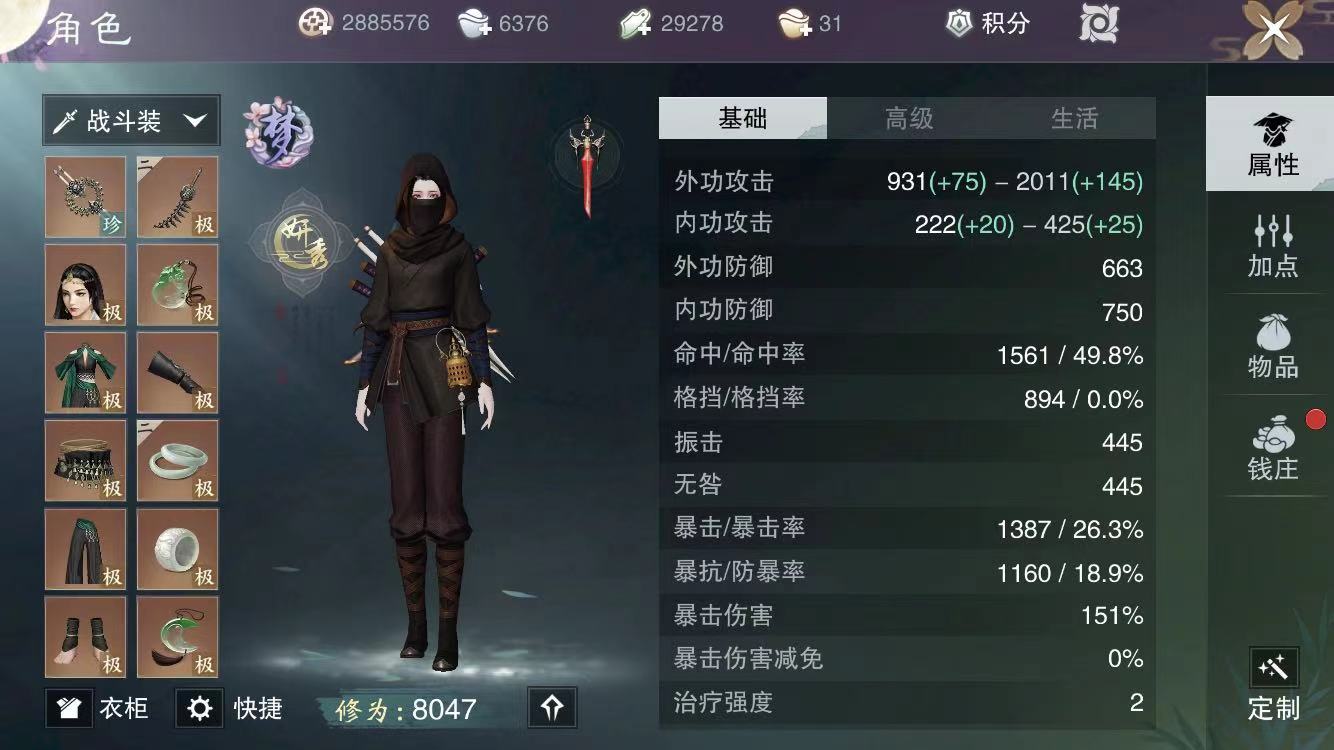 角色
2885576
6376
29278
31
积分
战斗装
梦
妍秀
珍
二
极
极
极
极
极
极
二
极
极
极
极
极
衣柜
快捷
修为:8047
基础
高级
生活
外功攻击 931(+75) – 2011(+145)
内功攻击 222(+20) – 425(+25)
外功防御 663
内功防御 750
命中/命中率 1561 / 49.8%
格挡/格挡率 894 / 0.0%
振击 445
无咎 445
暴击/暴击率 1387 / 26.3%
暴抗/防暴率 1160 / 18.9%
暴击伤害 151%
暴击伤害减免 0%
治疗强度 2
属性
加点
物品
钱庄
定制